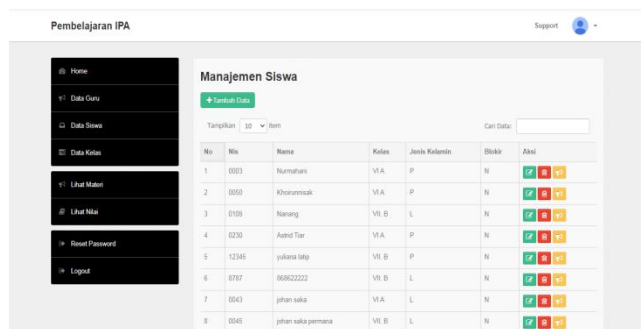 Pembelajaran IPA
Support
Home
Data Guru
Data Siswa
Data Kelas
Lihat Materi
Lihat Nilai
Reset Password
Logout
Manajemen Siswa
+ Tambah Data
Tampilkan 10 item
Cari Data:
No Nis Nama Kelas Jenis Kelamin Blokir Aksi
1 0003 Nurmahani VI A P N
2 0050 Khoirunnisak VI A P N
3 0109 Nanang VII. B L N
4 0230 Astrid Tiar VI A P N
5 12345 yuliana latip VII. B P N
6 8787 868622222 VII. B L N
7 0043 johan saka VI A L N
8 0045 johan saka permana VII. B L N